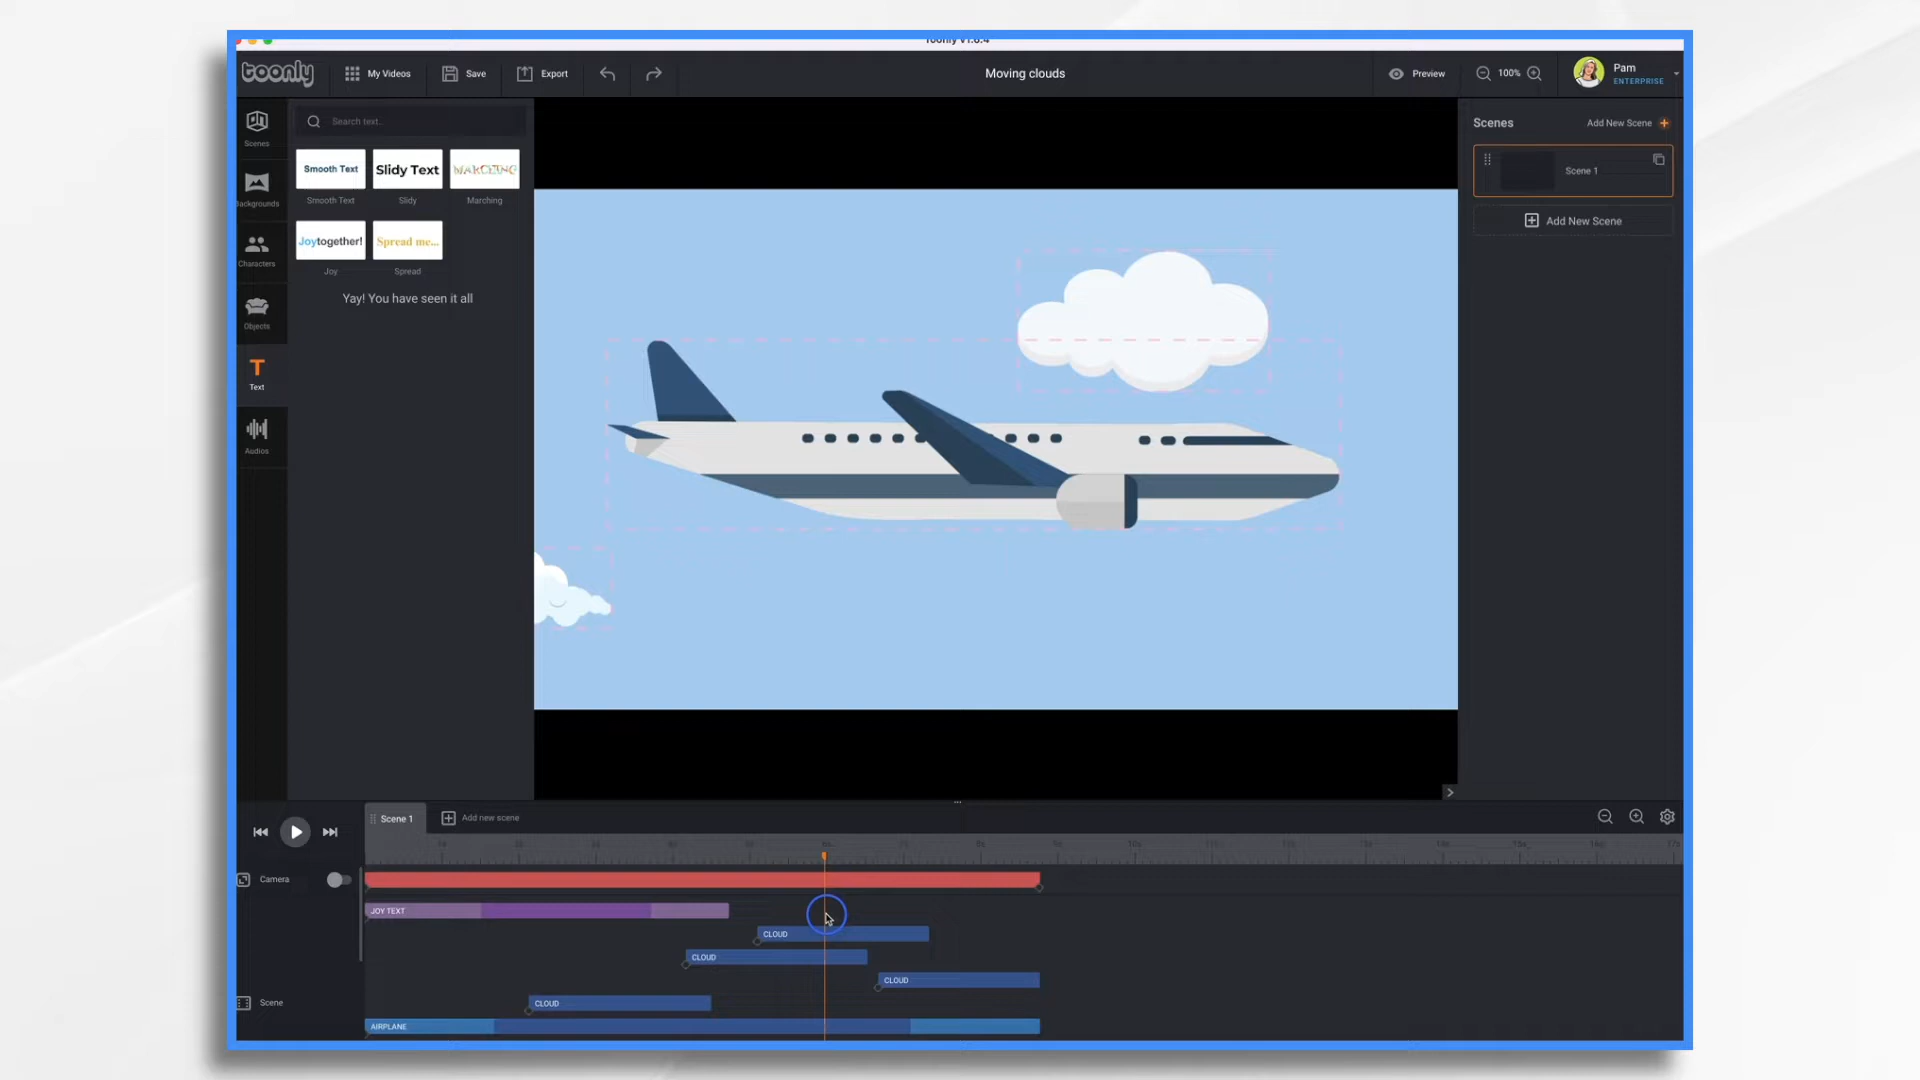 Toonly v1.6.4
toonly
My Videos
Save
Export
Moving clouds
Preview
100%
Pam
ENTERPRISE
Scenes
Backgrounds
Characters
Objects
T
Text
Audios
Search text..
Smooth Text
Slidy Text
MARCHING
Smooth Text
Slidy
Marching
Joytogether!
Spread me...
Joy
Spread
Yay! You have seen it all
Scenes
Add New Scene +
Scene 1
Add New Scene
Scene 1
Add new scene
Camera
JOY TEXT
CLOUD
CLOUD
CLOUD
Scene
CLOUD
AIRPLANE